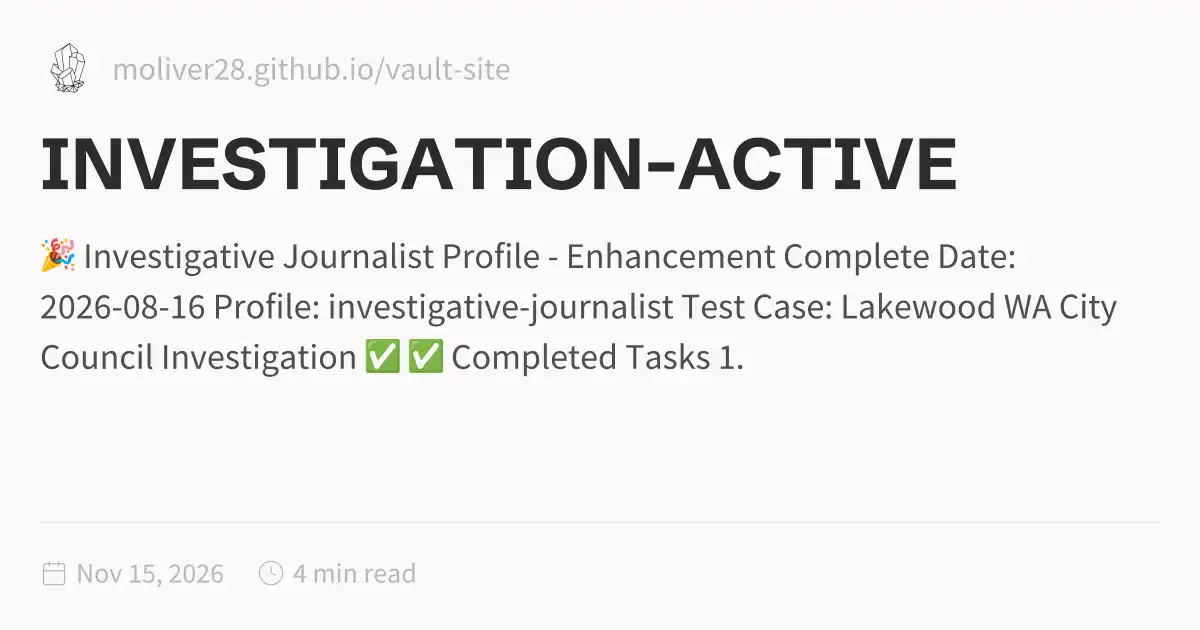 moliver28.github.io/vault-site
INVESTIGATION-ACTIVE
🎉 Investigative Journalist Profile - Enhancement Complete Date:
2026-08-16 Profile: investigative-journalist Test Case: Lakewood WA City
Council Investigation ✅ ✅ Completed Tasks 1.
Nov 15, 2026 4 min read